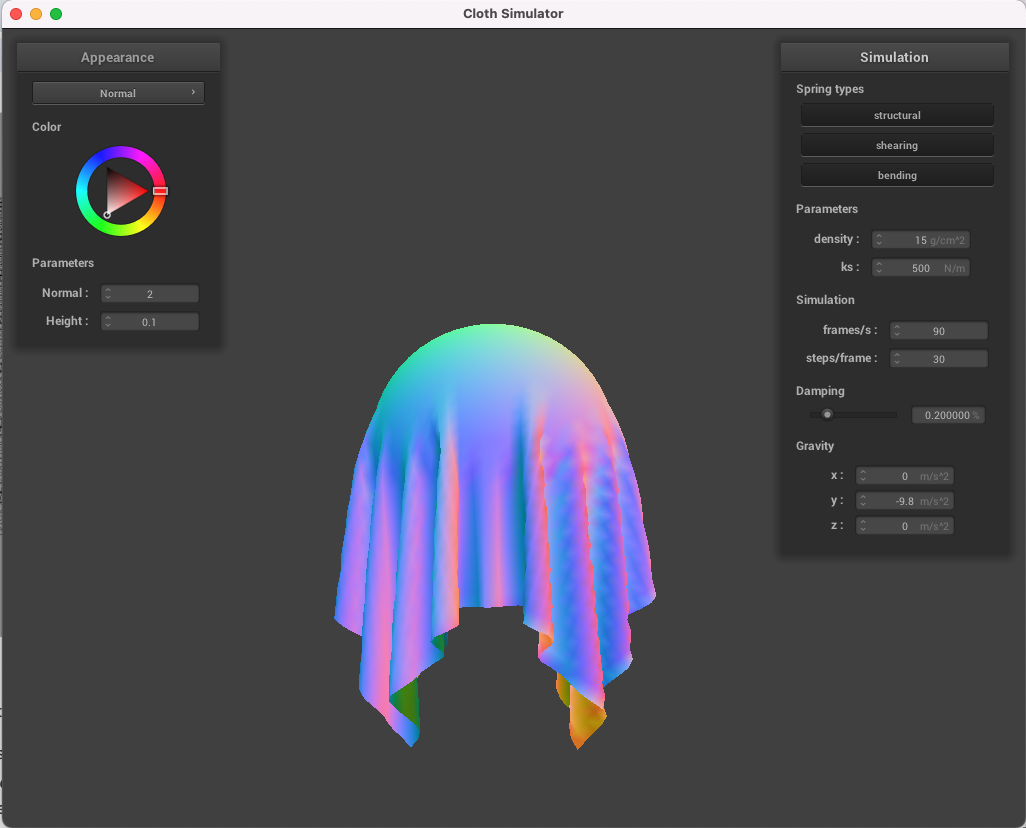 Cloth Simulator
Appearance
Normal
Color
Parameters
Normal : 2
Height : 0.1
Simulation
Spring types
structural
shearing
bending
Parameters
density : 15 g/cm^2
ks : 500 N/m
Simulation
frames/s : 90
steps/frame : 30
Damping
0.200000 %
Gravity
x : 0 m/s^2
y : -9.8 m/s^2
z : 0 m/s^2